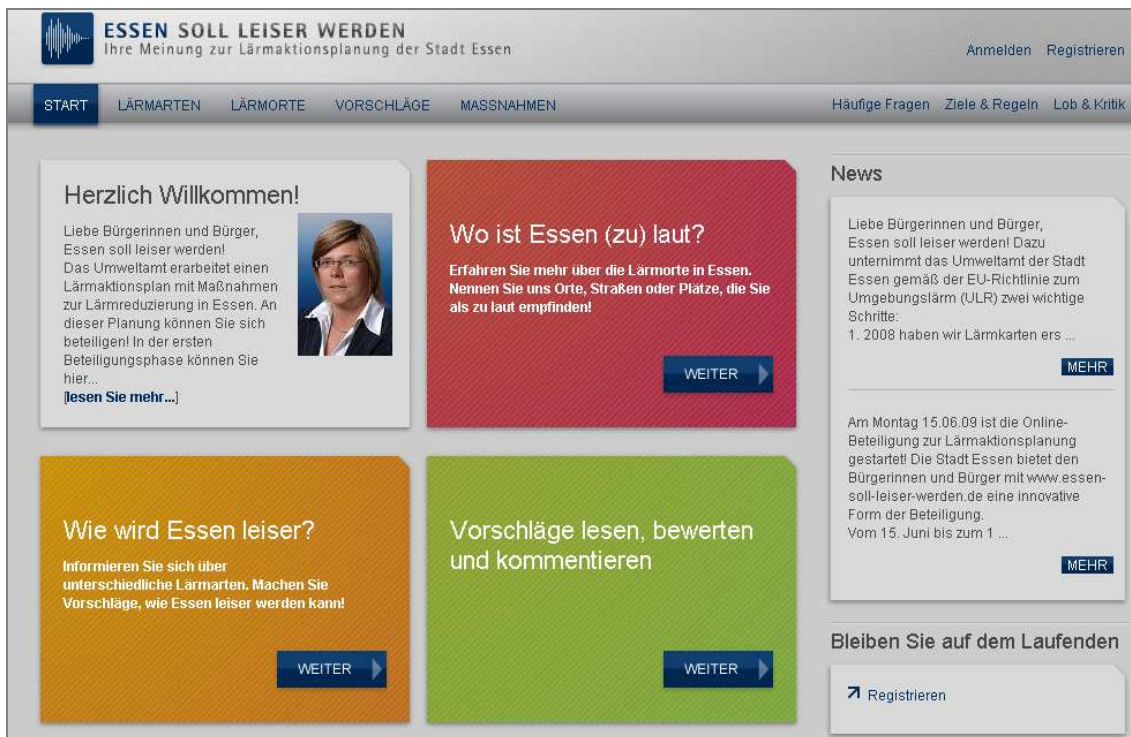 ESSEN SOLL LEISER WERDEN
Ihre Meinung zur Lärmaktionsplanung der Stadt Essen
Anmelden Registrieren
START LÄRMARTEN LÄRMORTE VORSCHLÄGE MASSNAHMEN
Häufige Fragen Ziele & Regeln Lob & Kritik
Herzlich Willkommen!
Liebe Bürgerinnen und Bürger,
Essen soll leiser werden!
Das Umweltamt erarbeitet einen
Lärmaktionsplan mit Maßnahmen
zur Lärmreduzierung in Essen. An
dieser Planung können Sie sich
beteiligen! In der ersten
Beteiligungsphase können Sie
hier...
[lesen Sie mehr...]
Wo ist Essen (zu) laut?
Erfahren Sie mehr über die Lärmorte in Essen.
Nennen Sie uns Orte, Straßen oder Plätze, die Sie
als zu laut empfinden!
WEITER
Wie wird Essen leiser?
Informieren Sie sich über
unterschiedliche Lärmarten. Machen Sie
Vorschläge, wie Essen leiser werden kann!
WEITER
Vorschläge lesen, bewerten
und kommentieren
WEITER
News
Liebe Bürgerinnen und Bürger,
Essen soll leiser werden! Dazu
unternimmt das Umweltamt der Stadt
Essen gemäß der EU-Richtlinie zum
Umgebungslärm (ULR) zwei wichtige
Schritte:
1. 2008 haben wir Lärmkarten ers ...
MEHR
Am Montag 15.06.09 ist die Online-
Beteiligung zur Lärmaktionsplanung
gestartet! Die Stadt Essen bietet den
Bürgerinnen und Bürger mit www.essen-
soll-leiser-werden.de eine innovative
Form der Beteiligung.
Vom 15. Juni bis zum 1 ...
MEHR
Bleiben Sie auf dem Laufenden
Registrieren